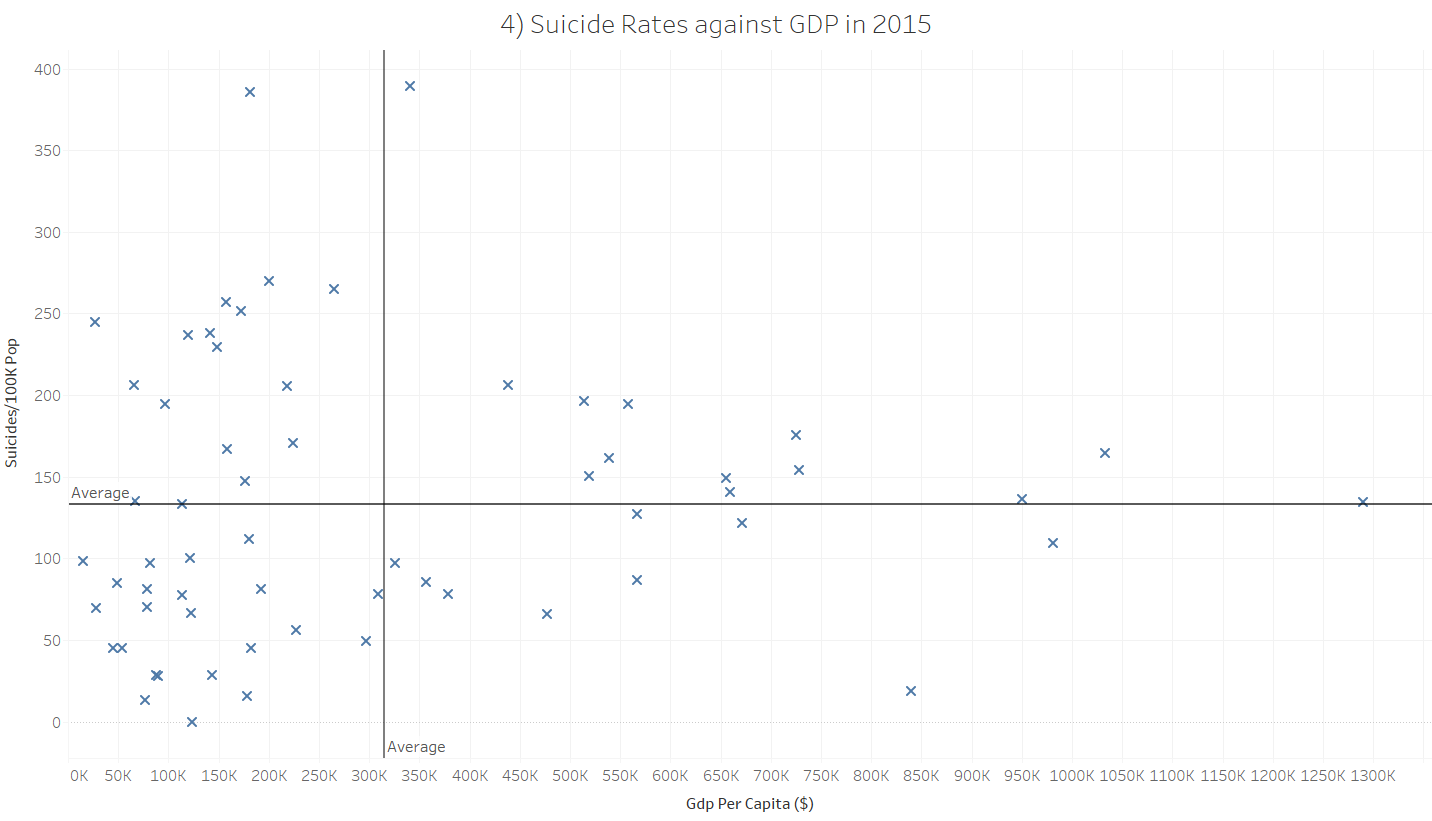 4) Suicide Rates against GDP in 2015
400
350
300
250
200
150
100
50
0
Suicides/100K Pop
Average
Average
0K 50K 100K 150K 200K 250K 300K 350K 400K 450K 500K 550K 600K 650K 700K 750K 800K 850K 900K 950K 1000K 1050K 1100K 1150K 1200K 1250K 1300K
Gdp Per Capita ($)